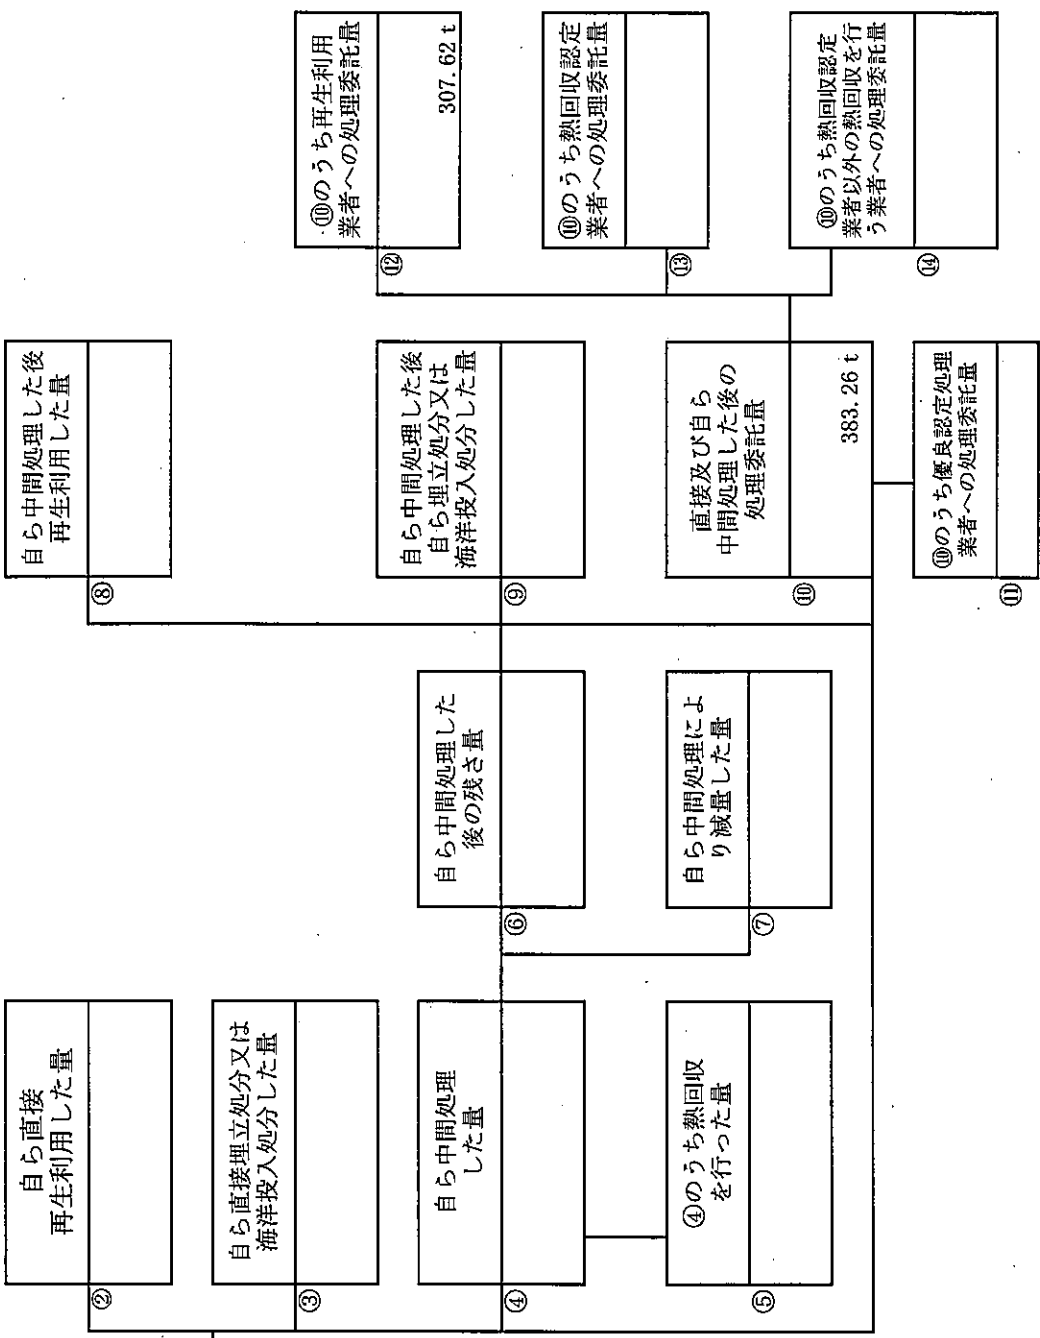 自ら直接
再生利用した量
②
自ら直接埋立処分又は
海洋投入処分した量
③
自ら中間処理
した量
④
④のうち熱回収
を行った量
⑤
自ら中間処理した
後の残さ量
⑥
自ら中間処理によ
り減量した量
⑦
自ら中間処理した後
再生利用した量
⑧
自ら中間処理した後
自ら埋立処分又は
海洋投入処分した量
⑨
直接及び自ら
中間処理した後の
処理委託量
383.26 t
⑩
⑩のうち優良認定処理
業者への処理委託量
⑪
⑩のうち再生利用
業者への処理委託量
307.62 t
⑫
⑩のうち熱回収認定
業者への処理委託量
⑬
⑩のうち熱回収認定
業者以外の熱回収を行
う業者への処理委託量
⑭